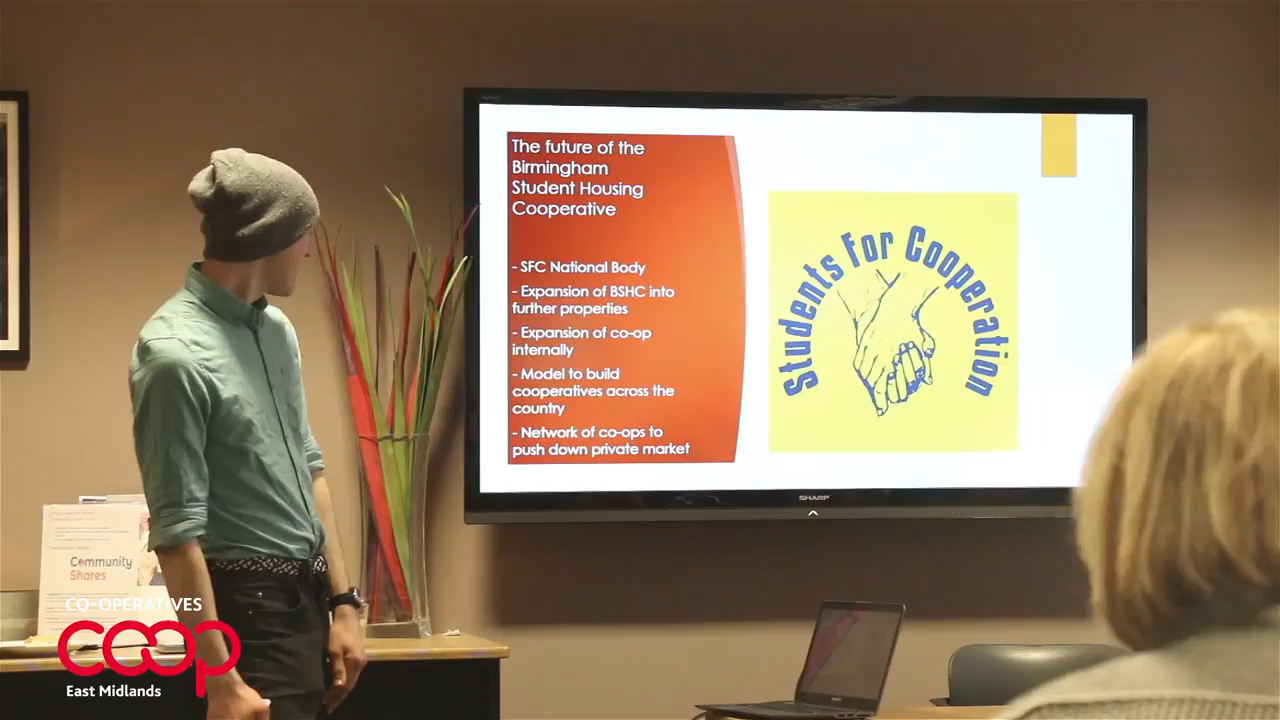 The future of the
Birmingham
Student Housing
Cooperative
- SFC National Body
- Expansion of BSHC into
further properties
- Expansion of co-op
internally
- Model to build
cooperatives across the
country
- Network of co-ops to
push down private market
Students For Cooperation
SHARP
Community
Shares
CO-OPERATIVES
coop
East Midlands